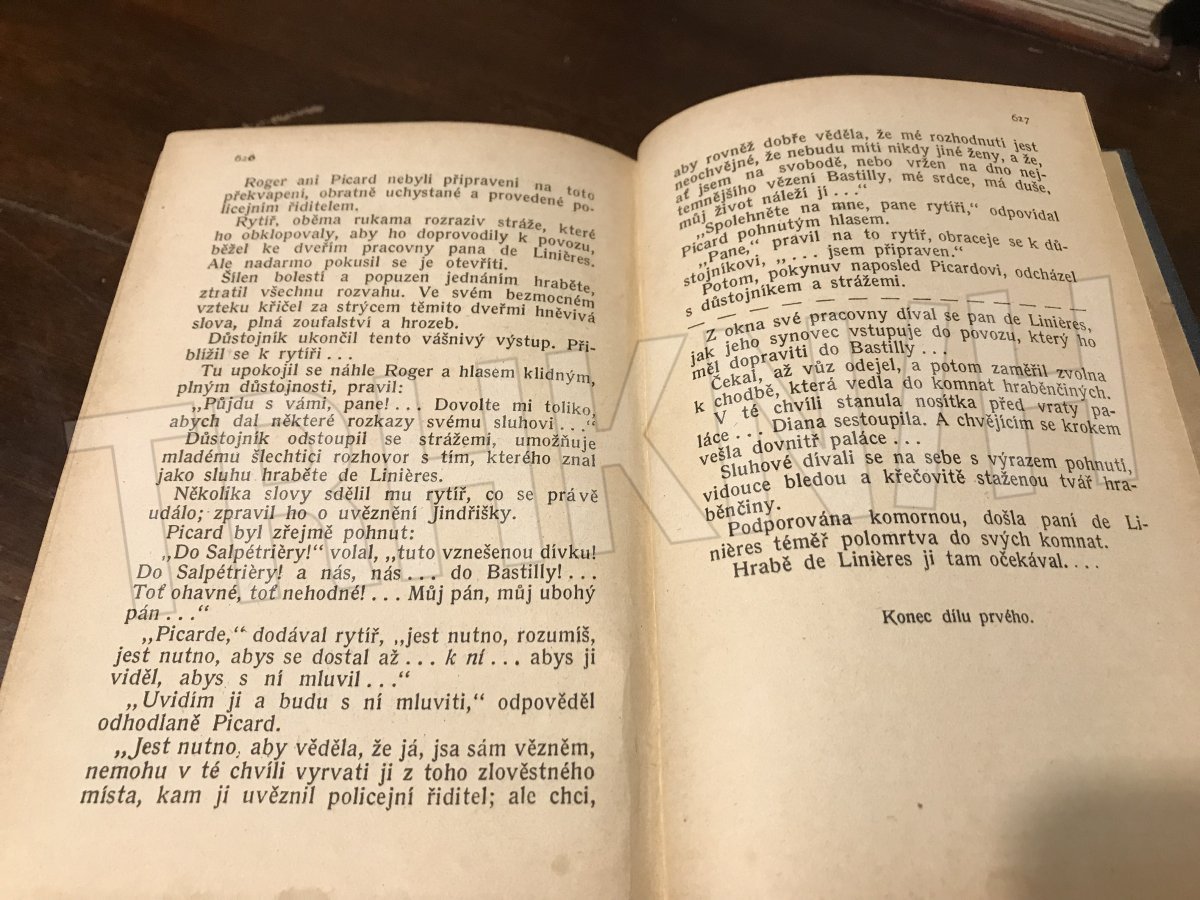 626
Roger ani Picard nebyli připraveni na toto
překvapení, obratně uchystané a provedené po-
licejním řiditelem.
Rytíř, oběma rukama rozraziv stráže, které
ho obklopovaly, aby ho doprovodily k povozu,
běžel ke dveřím pracovny pana de Linières.
Ale nadarmo pokusil se je otevříti.
Šílen bolestí a popuzen jednáním hraběte,
ztratil všechnu rozvahu. Ve svém bezmocném
vzteku křičel za strýcem těmito dveřmi hněvivá
slova, plná zoufalství a hrozeb.
Důstojník ukončil tento vášnivý výstup. Při-
blížil se k rytíři...
Tu upokojil se náhle Roger a hlasem klidným,
plným důstojnosti, pravil:
„Půjdu s vámi, pane!... Dovolte mi toliko,
abych dal některé rozkazy svému sluhovi..."
Důstojník odstoupil se strážemi, umožňuje
mladému šlechtici rozhovor s tím, kterého znal
jako sluhu hraběte de Linières.
Několika slovy sdělil mu rytíř, co se právě
událo; zpravil ho o uvěznění Jindřišky.
Picard byl zřejmě pohnut:
„Do Salpétrièry!" volal, „tuto vznešenou dívku!
Do Salpétrièry! a nás, nás... do Bastilly!...
Toť ohavné, toť nehodné!... Můj pán, můj ubohý
pán..."
„Picarde," dodával rytíř, „jest nutno, rozumíš,
jest nutno, abys se dostal až... k ní... abys ji
viděl, abys s ní mluvil..."
„Uvidím ji a budu s ní mluviti," odpověděl
odhodlaně Picard.
„Jest nutno, aby věděla, že já, jsa sám vězněm,
nemohu v té chvíli vyrvati ji z toho zlověstného
místa, kam ji uvěznil policejní řiditel; ale chci,
627
aby rovněž dobře věděla, že mé rozhodnutí jest
neochvějné, že nebudu míti nikdy jiné ženy, a že,
ať jsem na svobodě, nebo vržen na dno nej-
temnějšího vězení Bastilly, mé srdce, má duše,
můj život náleží jí..."
„Spolehněte na mne, pane rytíři," odpovídal
Picard pohnutým hlasem.
„Pane," pravil na to rytíř, obraceje se k dů-
stojníkovi, „... jsem připraven."
Potom, pokynuv naposled Picardovi, odcházel
s důstojníkem a strážemi.
Z okna své pracovny díval se pan de Linières,
jak jeho synovec vstupuje do povozu, který ho
měl dopraviti do Bastilly...
Čekal, až vůz odejel, a potom zaměřil zvolna
k chodbě, která vedla do komnat hraběnčiných.
V té chvíli stanula nosítka před vraty pa-
láce... Diana sestoupila. A chvějícím se krokem
vešla dovnitř paláce...
Sluhové dívali se na sebe s výrazem pohnutí,
vidouce bledou a křečovitě staženou tvář hra-
běnčiny.
Podporována komornou, došla paní de Li-
nières téměř polomrtva do svých komnat.
Hrabě de Linières ji tam očekával....
Konec dílu prvého.
TRHKNIH